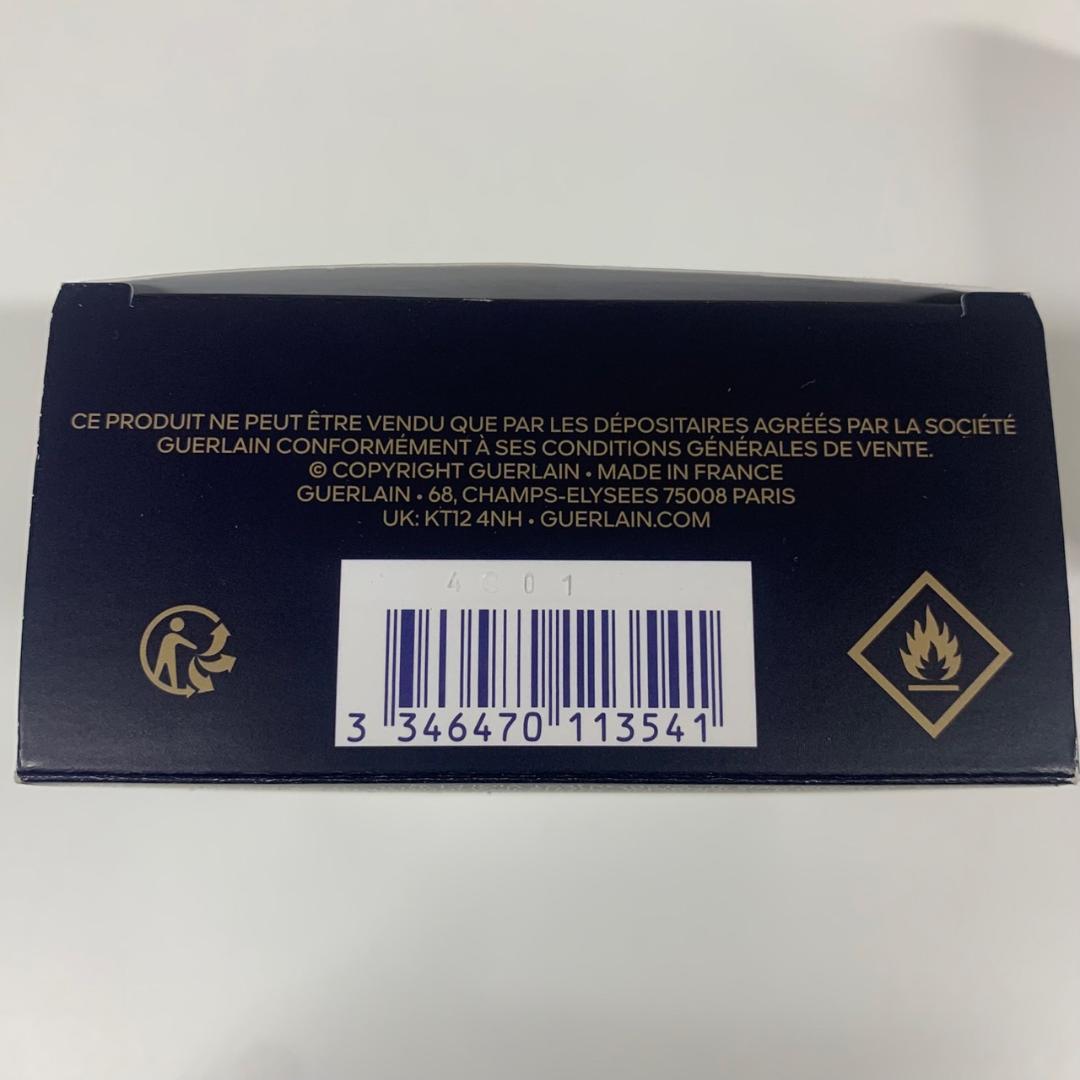 CE PRODUIT NE PEUT ÊTRE VENDU QUE PAR LES DÉPOSITAIRES AGRÉÉS PAR LA SOCIÉTÉ
GUERLAIN CONFORMÉMENT À SES CONDITIONS GÉNÉRALES DE VENTE.
© COPYRIGHT GUERLAIN • MADE IN FRANCE
GUERLAIN • 68, CHAMPS-ELYSEES 75008 PARIS
UK: KT12 4NH • GUERLAIN.COM
3 346470 113541